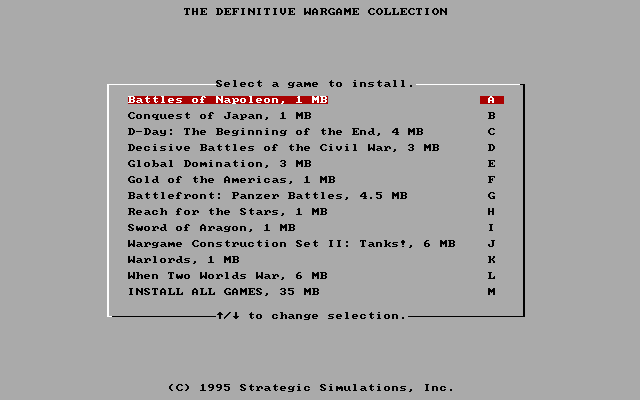 THE DEFINITIVE WARGAME COLLECTION
Select a game to install.
Battles of Napoleon, 1 MB A
Conquest of Japan, 1 MB B
D-Day: The Beginning of the End, 4 MB C
Decisive Battles of the Civil War, 3 MB D
Global Domination, 3 MB E
Gold of the Americas, 1 MB F
Battlefront: Panzer Battles, 4.5 MB G
Reach for the Stars, 1 MB H
Sword of Aragon, 1 MB I
Wargame Construction Set II: Tanks!, 6 MB J
Warlords, 1 MB K
When Two Worlds War, 6 MB L
INSTALL ALL GAMES, 35 MB M
↑/↓ to change selection.
(C) 1995 Strategic Simulations, Inc.